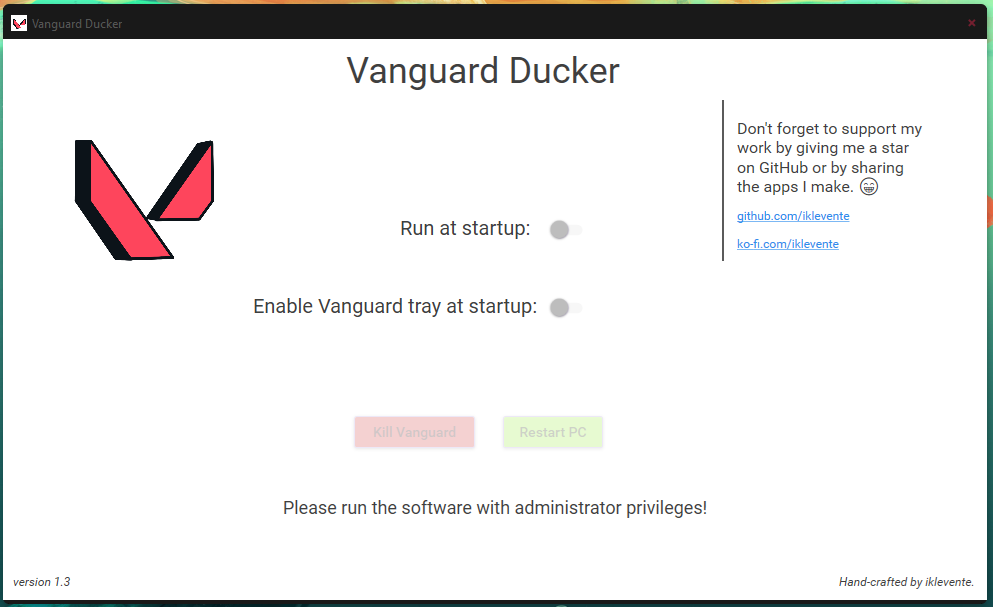 Vanguard Ducker
Vanguard Ducker
Don't forget to support my
work by giving me a star
on GitHub or by sharing
the apps I make. 😁
github.com/iklevente
ko-fi.com/iklevente
Run at startup:
Enable Vanguard tray at startup:
Kill Vanguard
Restart PC
Please run the software with administrator privileges!
version 1.3
Hand-crafted by iklevente.